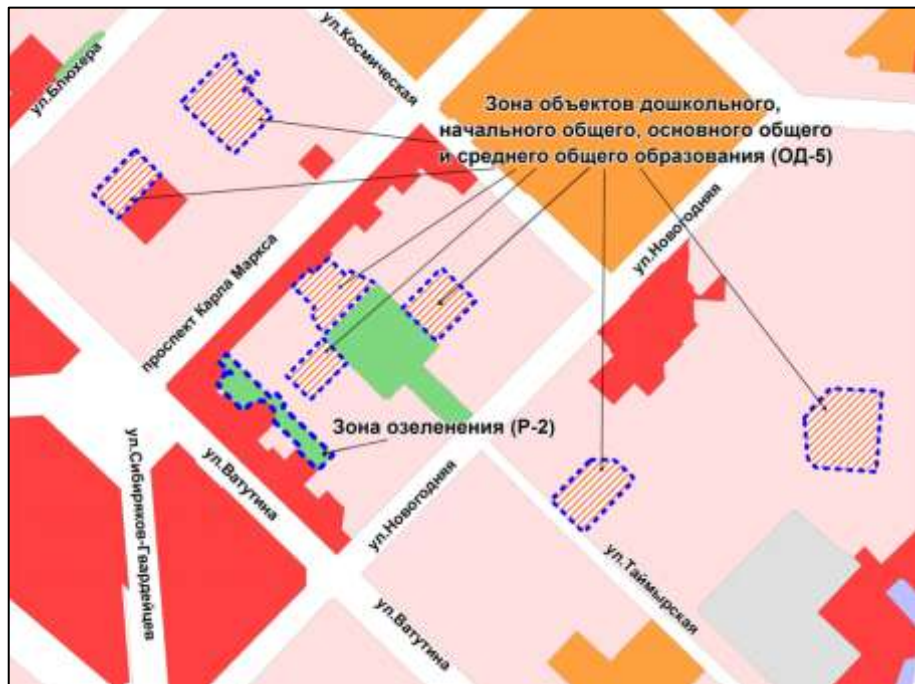 ул.Блюхера
ул.Космическая
Зона объектов дошкольного,
начального общего, основного общего
и среднего общего образования (ОД-5)
ул.Новогодняя
проспект Карла Маркса
Зона озеленения (Р-2)
ул.Сибиряков-Гвардейцев
ул.Ватутина
ул.Новогодняя
ул.Таймырская
ул.Ватутина